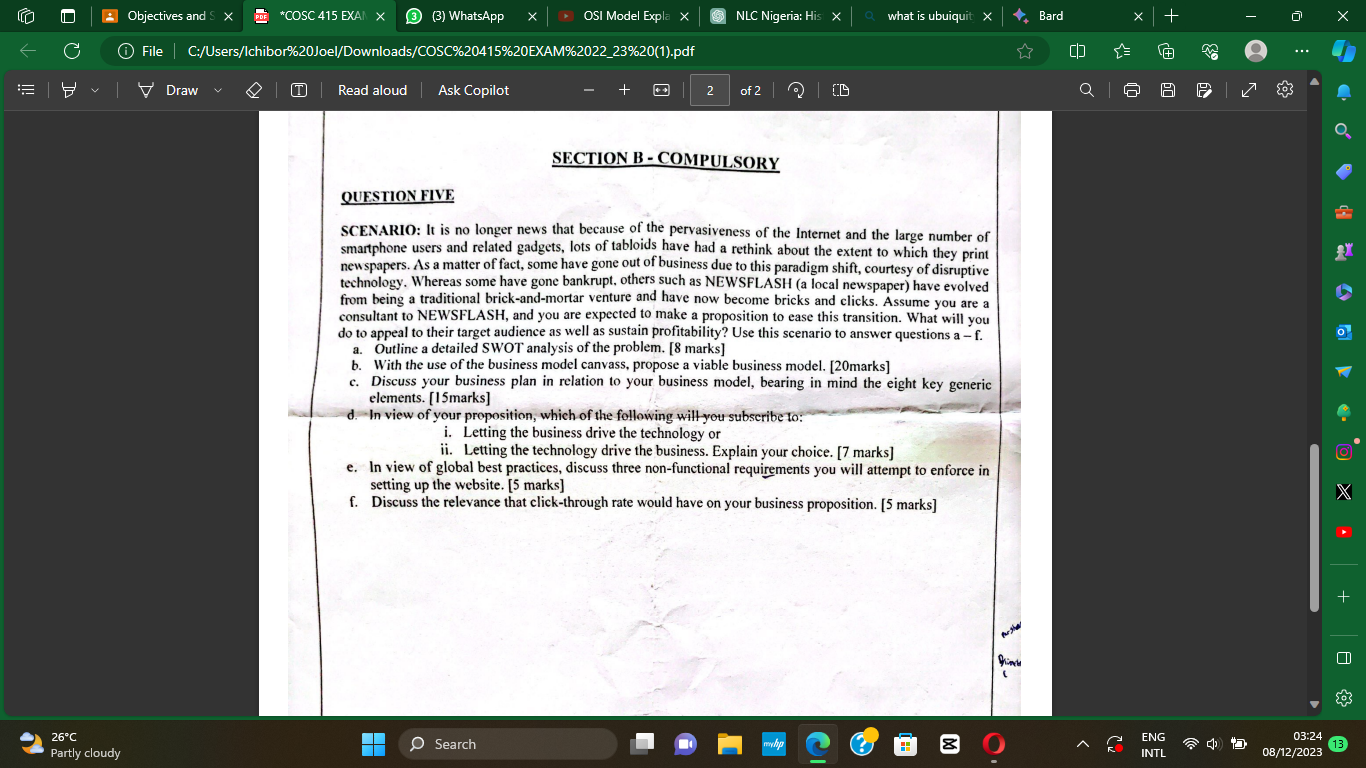 Objectives and S
*COSC 415 EXAM
(3) WhatsApp
OSI Model Expla
NLC Nigeria: His
what is ubuiquit
Bard
File
C:/Users/Ichibor%20Joel/Downloads/COSC%20415%20EXAM%2022_23%20(1).pdf
Draw
Read aloud
Ask Copilot
2
of 2
SECTION B - COMPULSORY
QUESTION FIVE
SCENARIO: It is no longer news that because of the pervasiveness of the Internet and the large number of
smartphone users and related gadgets, lots of tabloids have had a rethink about the extent to which they print
newspapers. As a matter of fact, some have gone out of business due to this paradigm shift, courtesy of disruptive
technology. Whereas some have gone bankrupt, others such as NEWSFLASH (a local newspaper) have evolved
from being a traditional brick-and-mortar venture and have now become bricks and clicks. Assume you are a
consultant to NEWSFLASH, and you are expected to make a proposition to ease this transition. What will you
do to appeal to their target audience as well as sustain profitability? Use this scenario to answer questions a – f.
a. Outline a detailed SWOT analysis of the problem. [8 marks]
b. With the use of the business model canvass, propose a viable business model. [20marks]
c. Discuss your business plan in relation to your business model, bearing in mind the eight key generic
elements. [15marks]
d. In view of your proposition, which of the following will you subscribe to:
i. Letting the business drive the technology or
ii. Letting the technology drive the business. Explain your choice. [7 marks]
e. In view of global best practices, discuss three non-functional requirements you will attempt to enforce in
setting up the website. [5 marks]
f. Discuss the relevance that click-through rate would have on your business proposition. [5 marks]
26°C
Partly cloudy
Search
myhp
ENG
INTL
03:24
08/12/2023
13